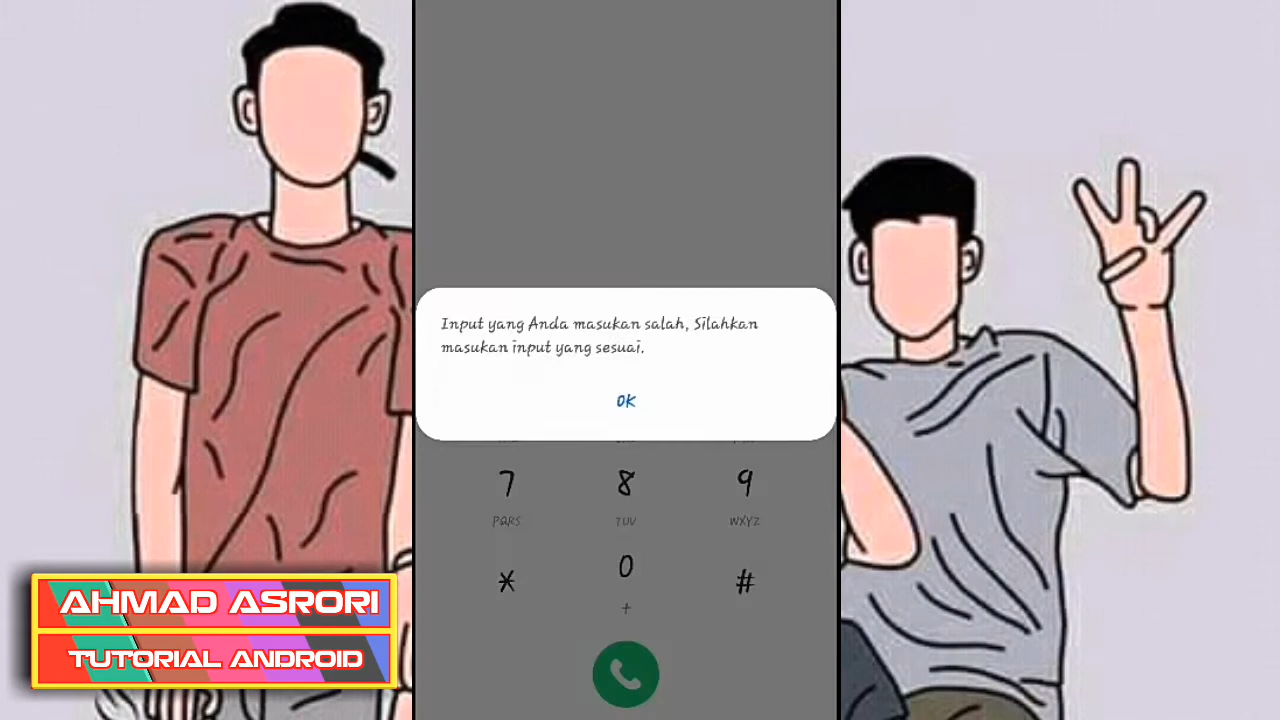 Input yang Anda masukan salah, Silahkan
masukan input yang sesuai.
OK
7 8 9
PQRS TUV WXYZ
* 0 #
+
AHMAD ASRORI
TUTORIAL ANDROID